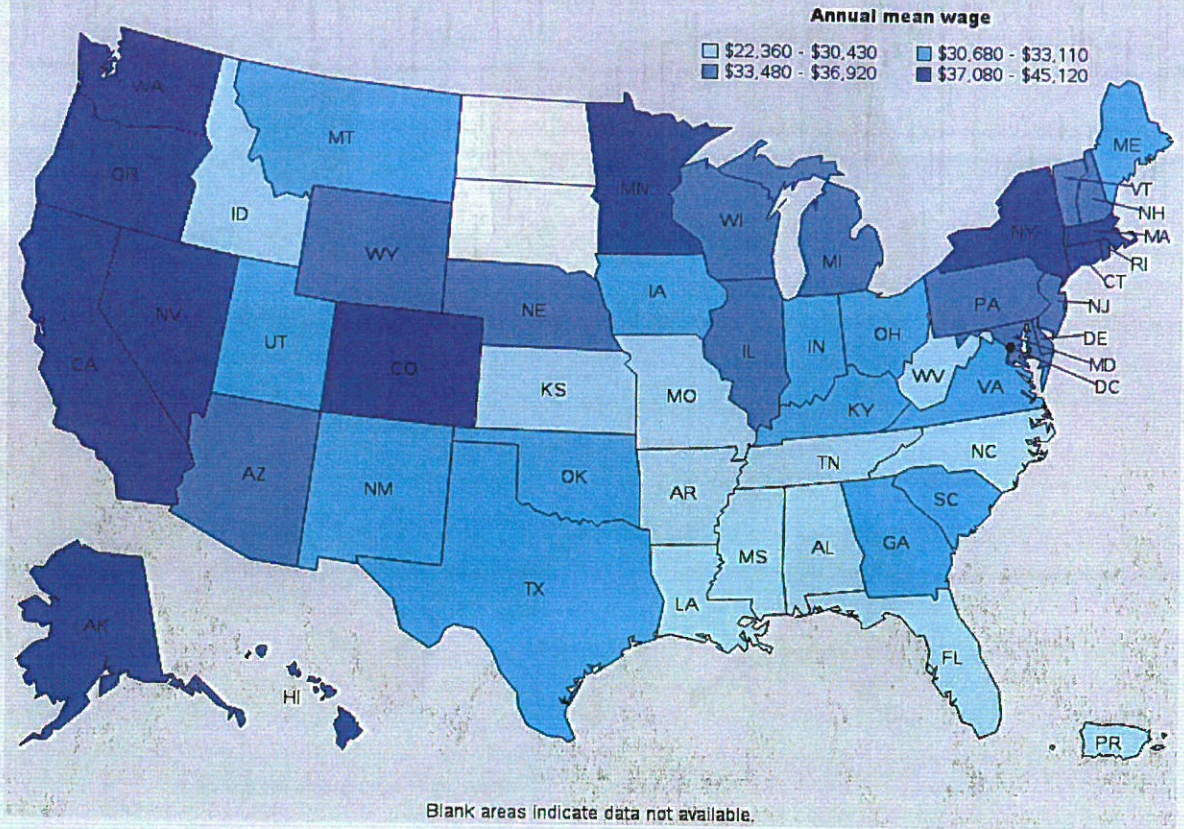 Annual mean wage
$22,360 - $30,430
$30,680 - $33,110
$33,480 - $36,920
$37,080 - $45,120
WA
MT
ME
OR
MN
VT
ID
NH
WI
NY
MA
WY
MI
RI
CT
IA
NE
PA
NJ
NV
UT
IL
IN
OH
DE
CA
CO
WV
MD
KS
MO
VA
DC
KY
AZ
NM
OK
TN
NC
AR
SC
MS
AL
GA
TX
LA
AK
FL
HI
PR
Blank areas indicate data not available.